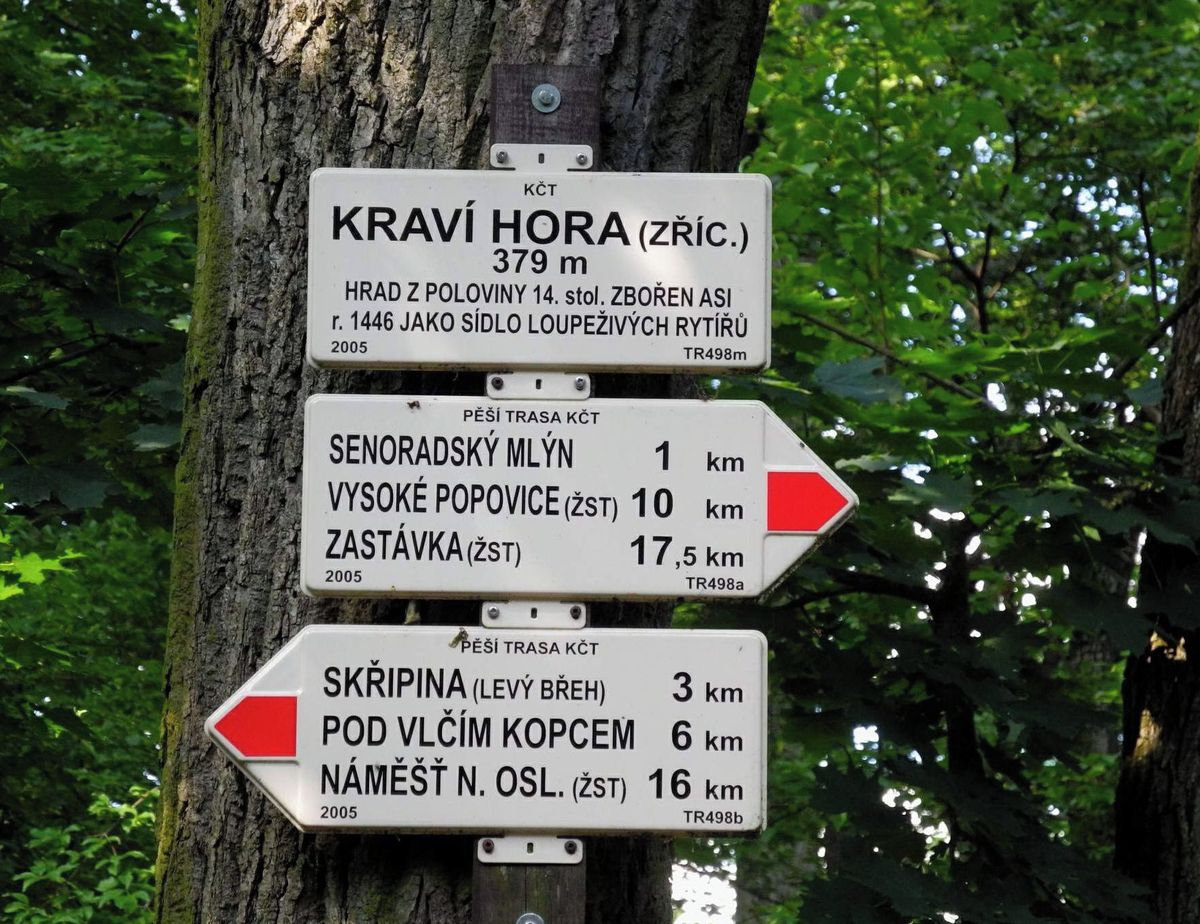 KČT
KRAVÍ HORA (ZŘÍC.)
379 m
HRAD Z POLOVINY 14. stol. ZBOŘEN ASI
r. 1446 JAKO SÍDLO LOUPEŽIVÝCH RYTÍŘŮ
2005 TR498m
PĚŠÍ TRASA KČT
SENORADSKÝ MLÝN 1 km
VYSOKÉ POPOVICE (ŽST) 10 km
ZASTÁVKA (ŽST) 17,5 km
2005 TR498a
PĚŠÍ TRASA KČT
SKŘIPINA (LEVÝ BŘEH) 3 km
POD VLČÍM KOPCEM 6 km
NÁMĚŠŤ N. OSL. (ŽST) 16 km
2005 TR498b